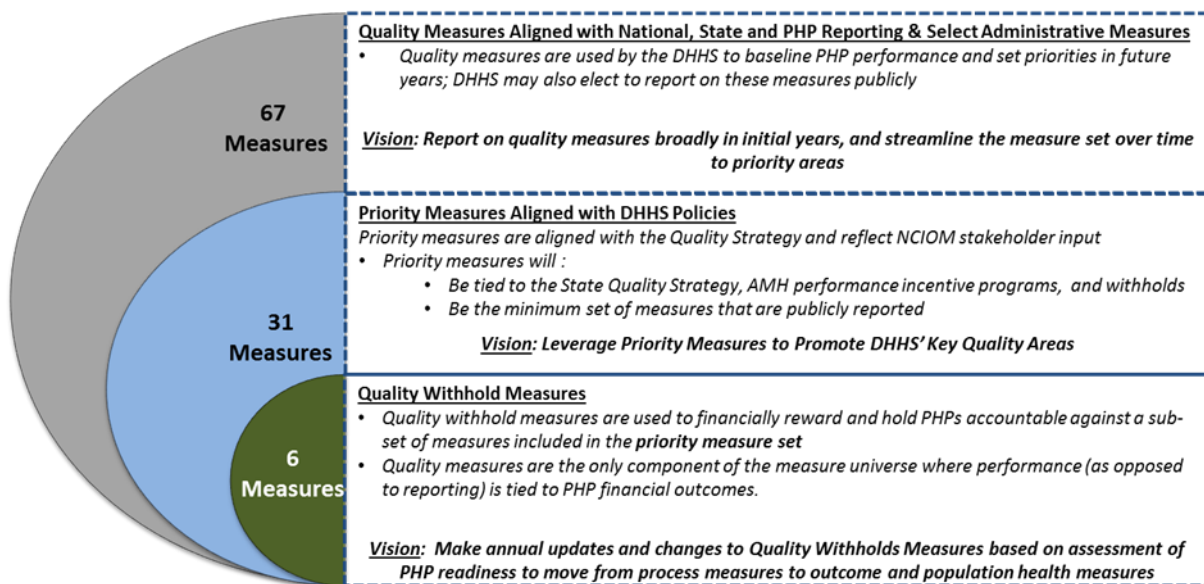 Quality Measures Aligned with National, State and PHP Reporting & Select Administrative Measures
• Quality measures are used by the DHHS to baseline PHP performance and set priorities in future
years; DHHS may also elect to report on these measures publicly
67
Measures
Vision: Report on quality measures broadly in initial years, and streamline the measure set over time
to priority areas
Priority Measures Aligned with DHHS Policies
Priority measures are aligned with the Quality Strategy and reflect NCIOM stakeholder input
• Priority measures will :
• Be tied to the State Quality Strategy, AMH performance incentive programs, and withholds
• Be the minimum set of measures that are publicly reported
31
Measures
Vision: Leverage Priority Measures to Promote DHHS' Key Quality Areas
Quality Withhold Measures
• Quality withhold measures are used to financially reward and hold PHPs accountable against a sub-
set of measures included in the priority measure set
• Quality measures are the only component of the measure universe where performance (as opposed
to reporting) is tied to PHP financial outcomes.
6
Measures
Vision: Make annual updates and changes to Quality Withholds Measures based on assessment of
PHP readiness to move from process measures to outcome and population health measures